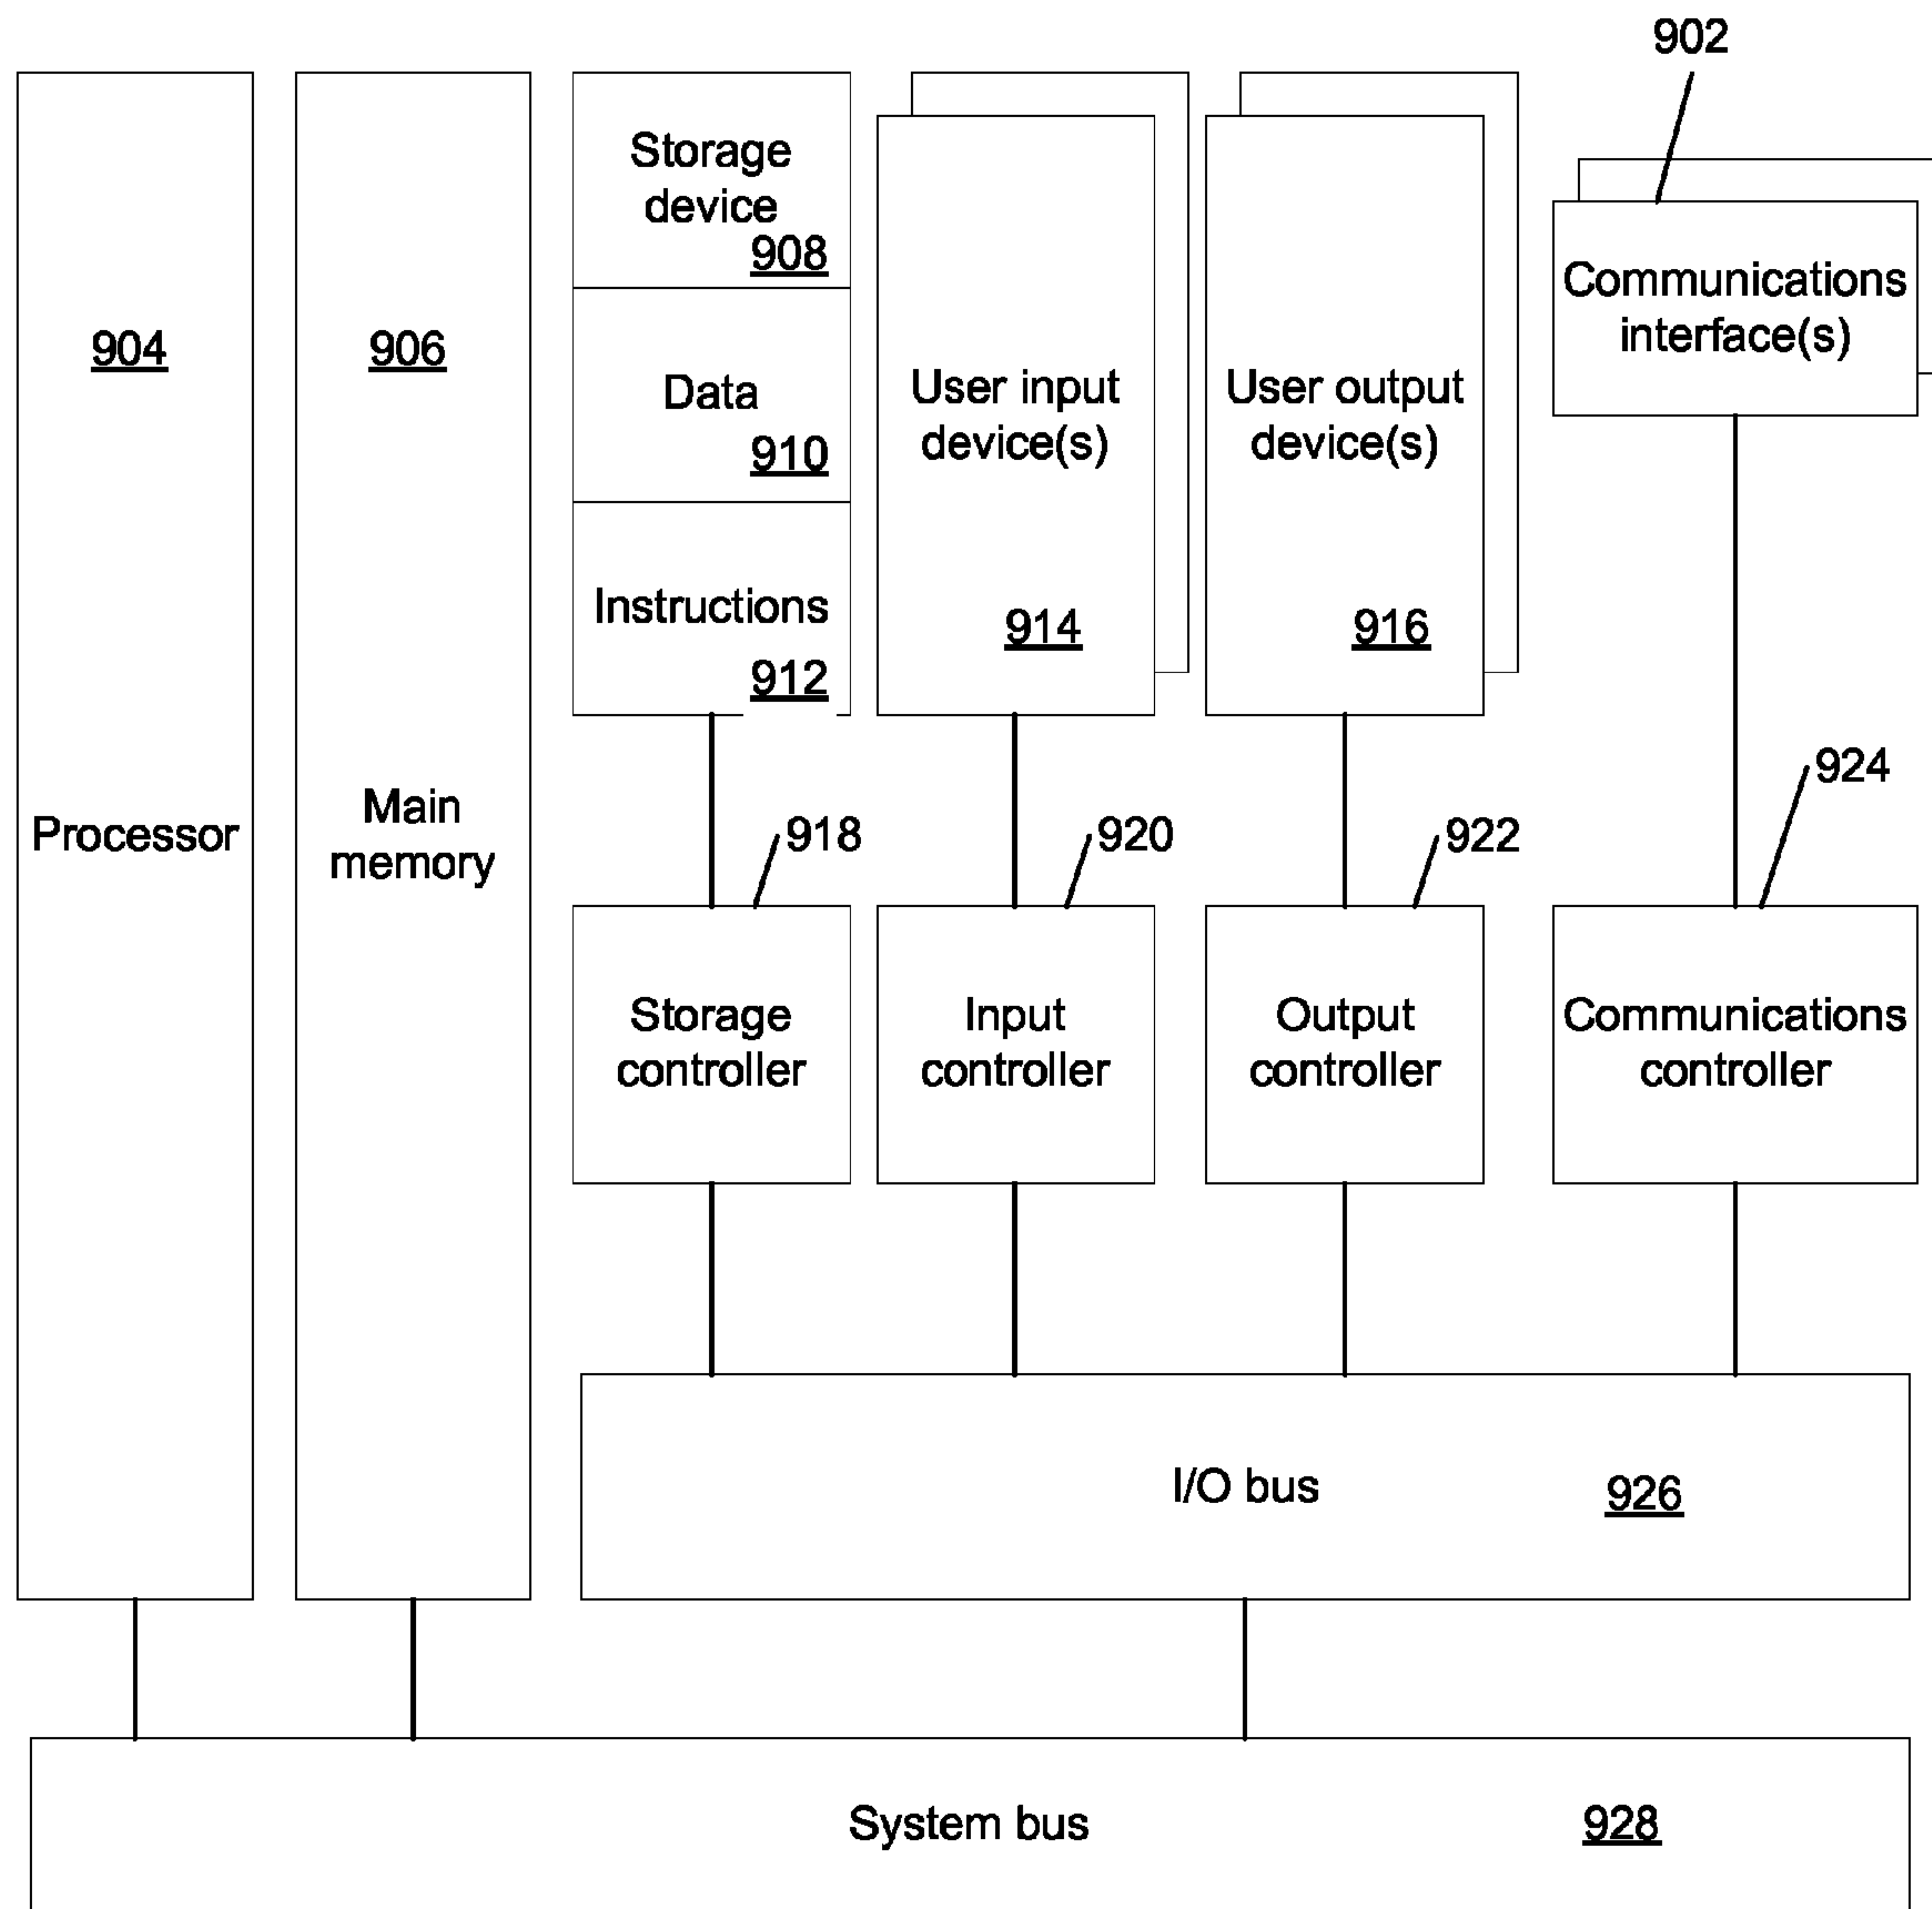 902
Storage
device
908
904
906
Data
910
User input
device(s)
User output
device(s)
Communications
interface(s)
Instructions
912
914
916
Processor
Main
memory
918
920
922
924
Storage
controller
Input
controller
Output
controller
Communications
controller
I/O bus
926
System bus
928